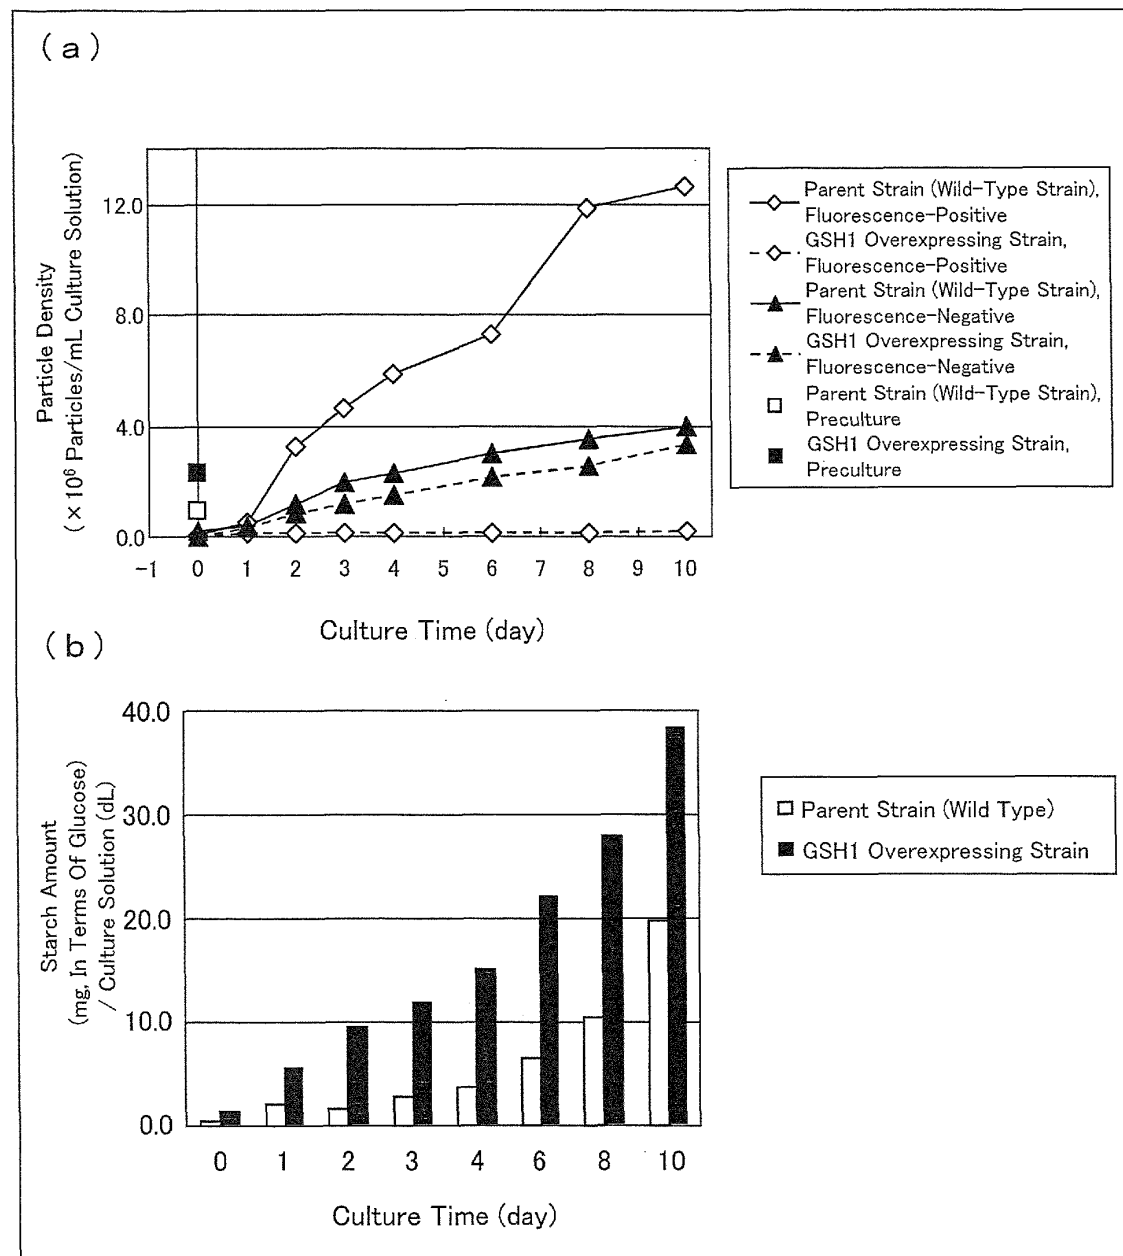 (a)
Particle Density
(×10⁶ Particles/mL Culture Solution)
12.0
8.0
4.0
0.0
-1 0 1 2 3 4 5 6 7 8 9 10
Culture Time (day)
Parent Strain (Wild-Type Strain),
Fluorescence-Positive
GSH1 Overexpressing Strain,
Fluorescence-Positive
Parent Strain (Wild-Type Strain),
Fluorescence-Negative
GSH1 Overexpressing Strain,
Fluorescence-Negative
Parent Strain (Wild-Type Strain),
Preculture
GSH1 Overexpressing Strain,
Preculture
(b)
Starch Amount
(mg, In Terms Of Glucose)
/ Culture Solution (dL)
40.0
30.0
20.0
10.0
0.0
0 1 2 3 4 6 8 10
Culture Time (day)
Parent Strain (Wild Type)
GSH1 Overexpressing Strain